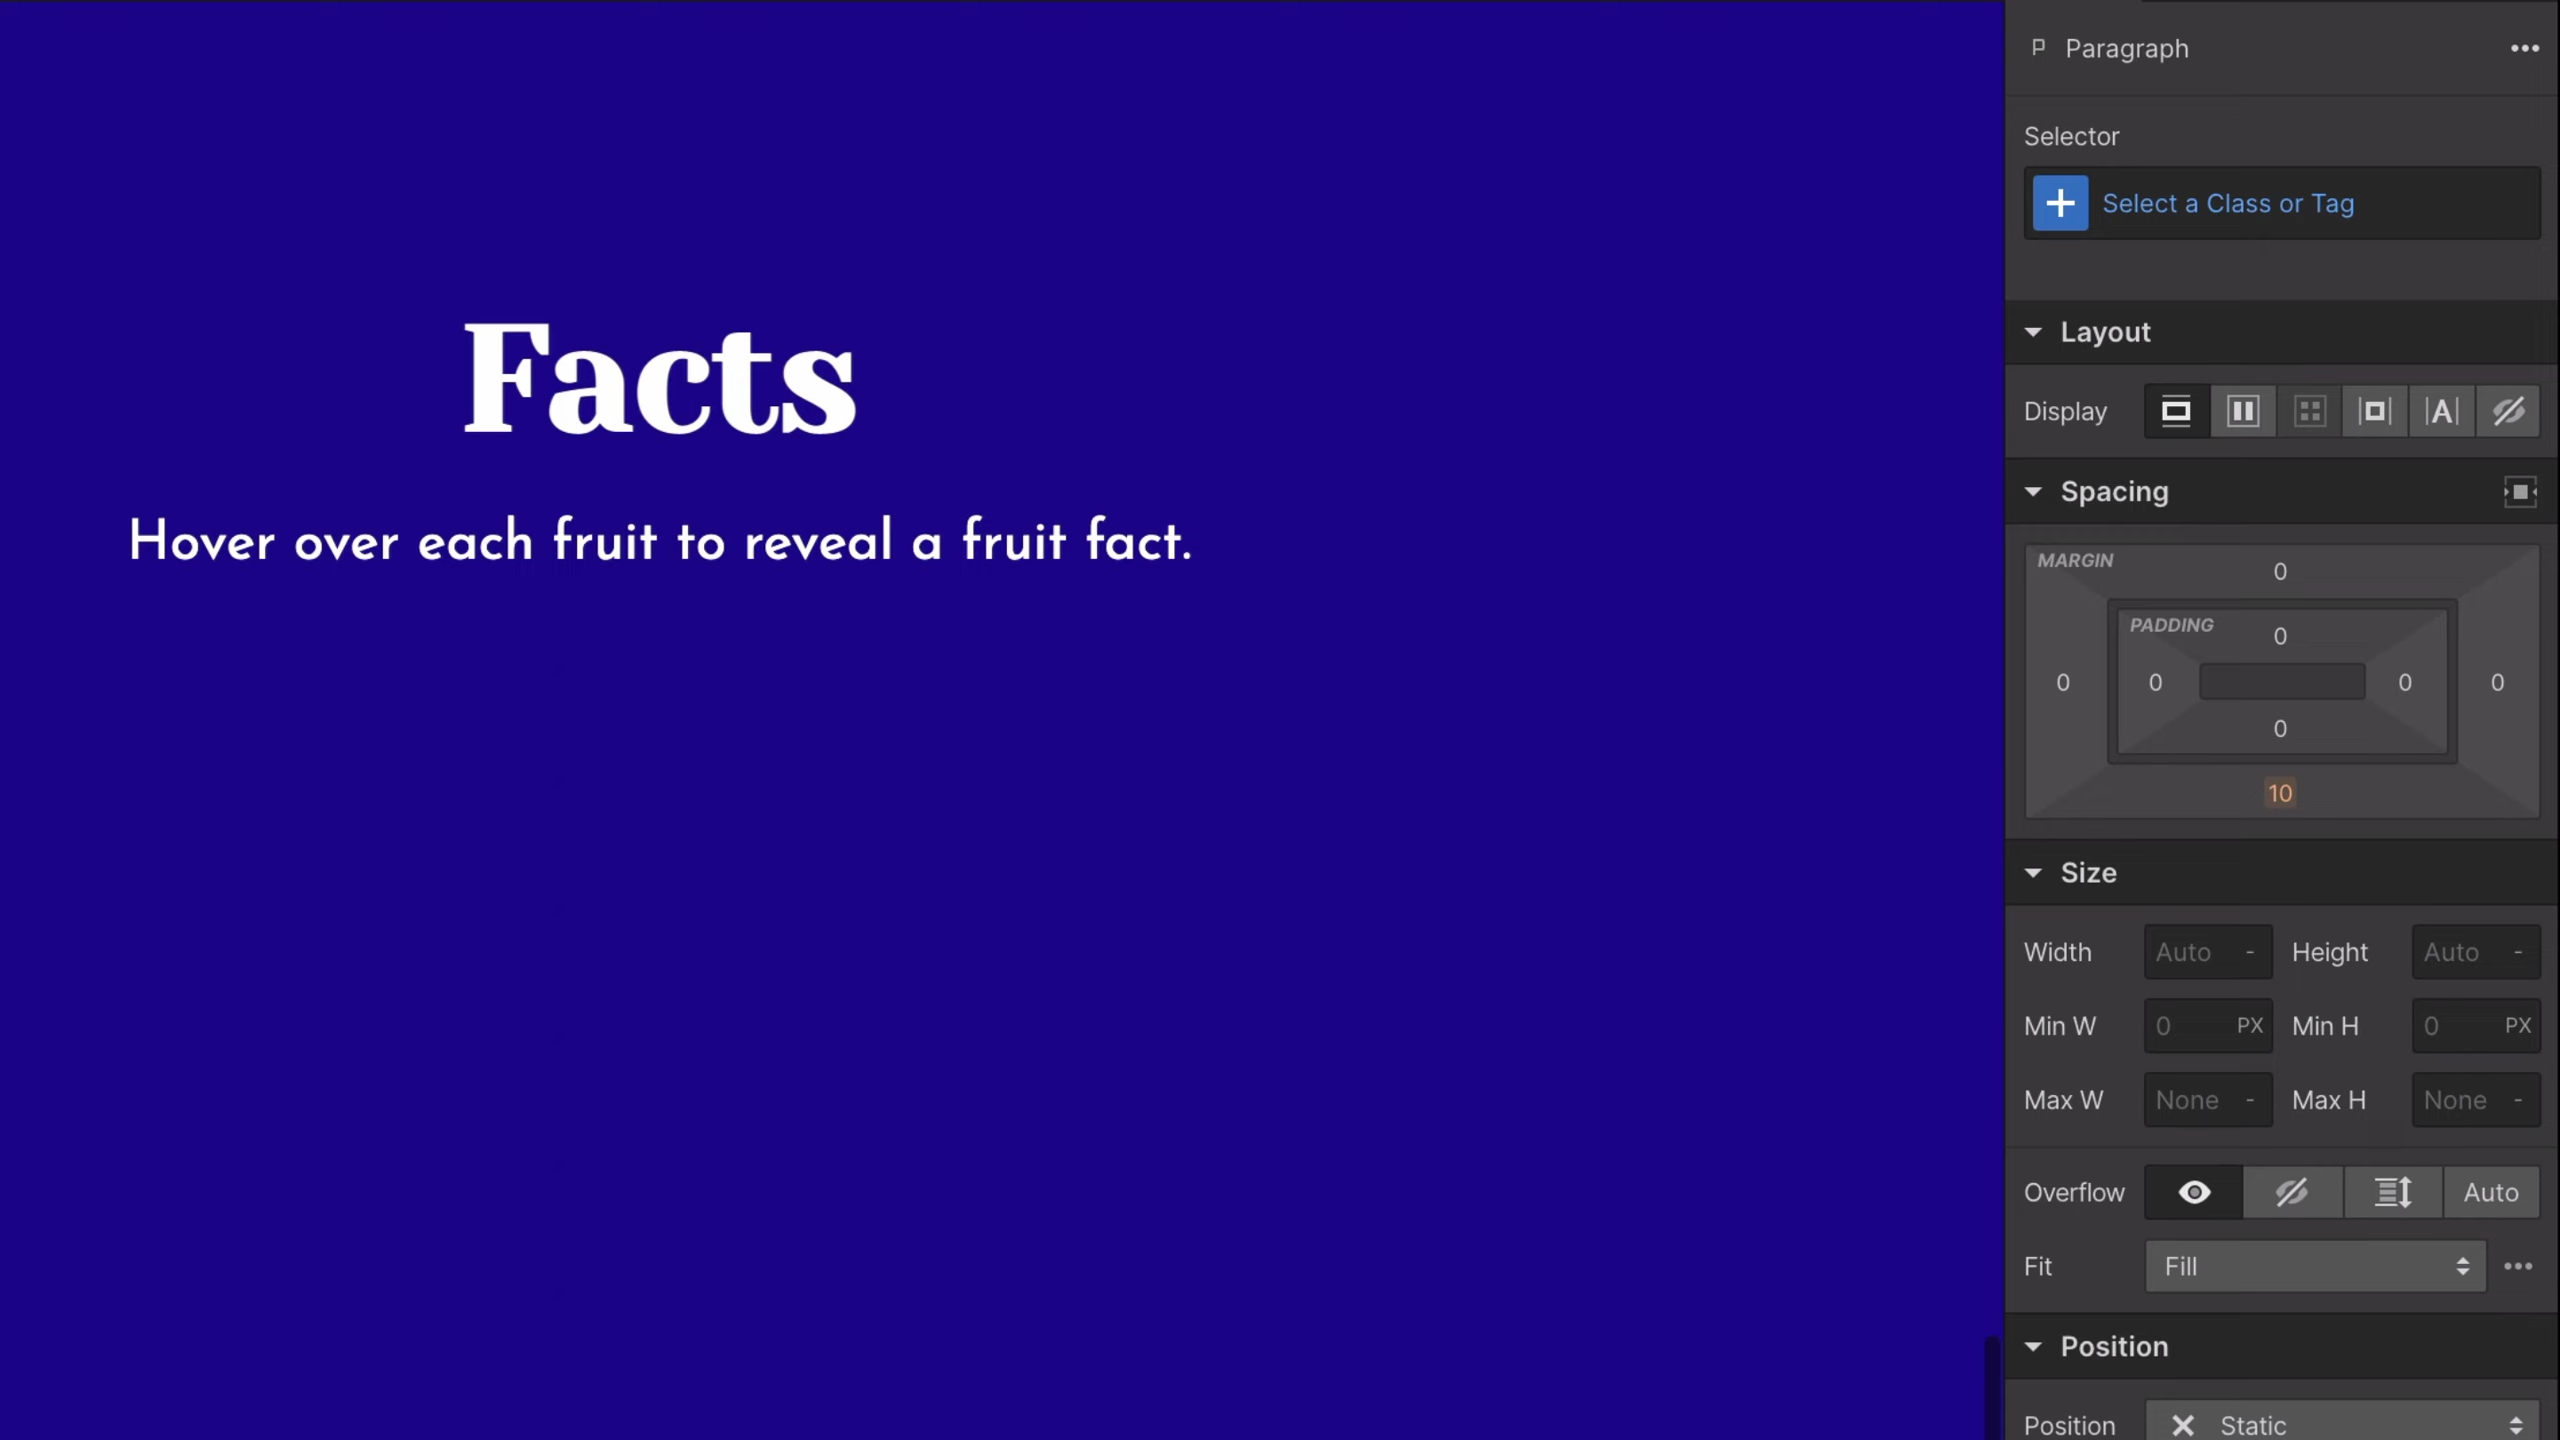 Facts
Hover over each fruit to reveal a fruit fact.
P Paragraph
Selector
Select a Class or Tag
Layout
Display
Spacing
MARGIN
0
PADDING
0
0 0 0 0
0
10
Size
Width Auto - Height Auto -
Min W 0 PX Min H 0 PX
Max W None - Max H None -
Overflow Auto
Fit Fill
Position
Position Static